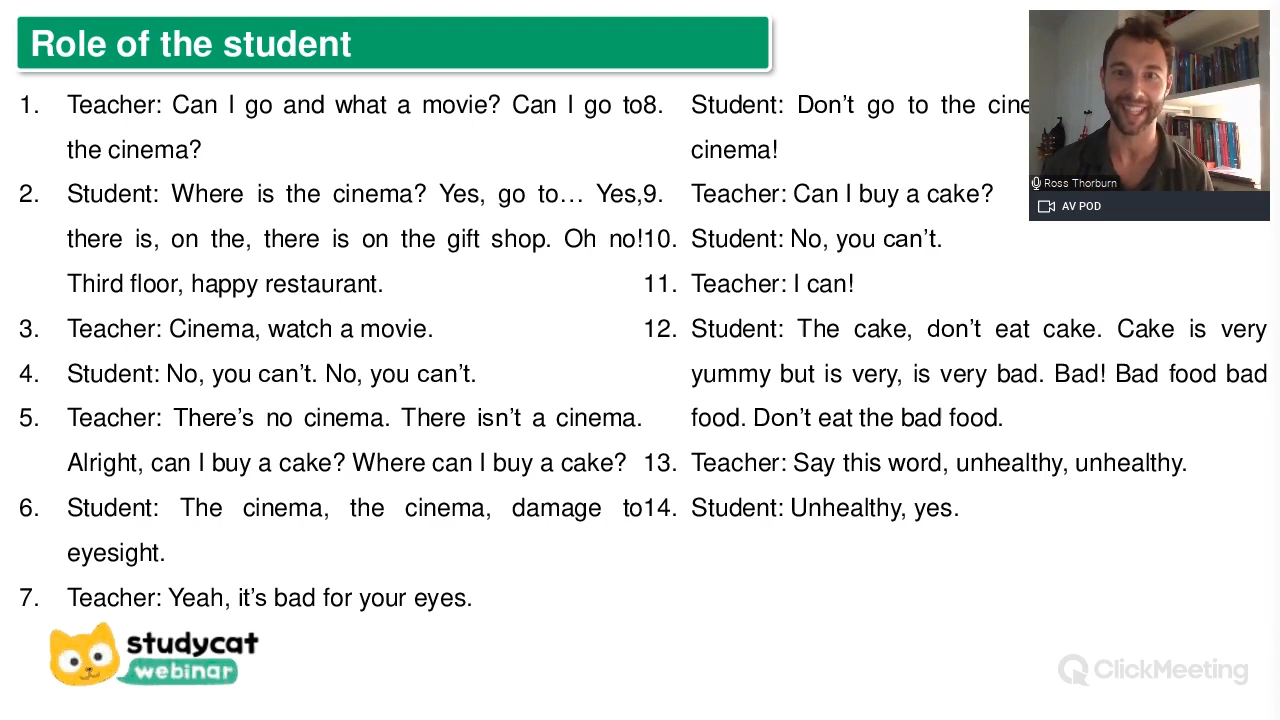 Role of the student
1. Teacher: Can I go and what a movie? Can I go to
the cinema?
2. Student: Where is the cinema? Yes, go to… Yes,
there is, on the, there is on the gift shop. Oh no!
Third floor, happy restaurant.
3. Teacher: Cinema, watch a movie.
4. Student: No, you can’t. No, you can’t.
5. Teacher: There’s no cinema. There isn’t a cinema.
Alright, can I buy a cake? Where can I buy a cake?
6. Student: The cinema, the cinema, damage to
eyesight.
7. Teacher: Yeah, it’s bad for your eyes.
8. Student: Don’t go to the cine
cinema!
9. Teacher: Can I buy a cake?
10. Student: No, you can’t.
11. Teacher: I can!
12. Student: The cake, don’t eat cake. Cake is very
yummy but is very, is very bad. Bad! Bad food bad
food. Don’t eat the bad food.
13. Teacher: Say this word, unhealthy, unhealthy.
14. Student: Unhealthy, yes.
Ross Thorburn
AV POD
studycat
webinar
ClickMeeting